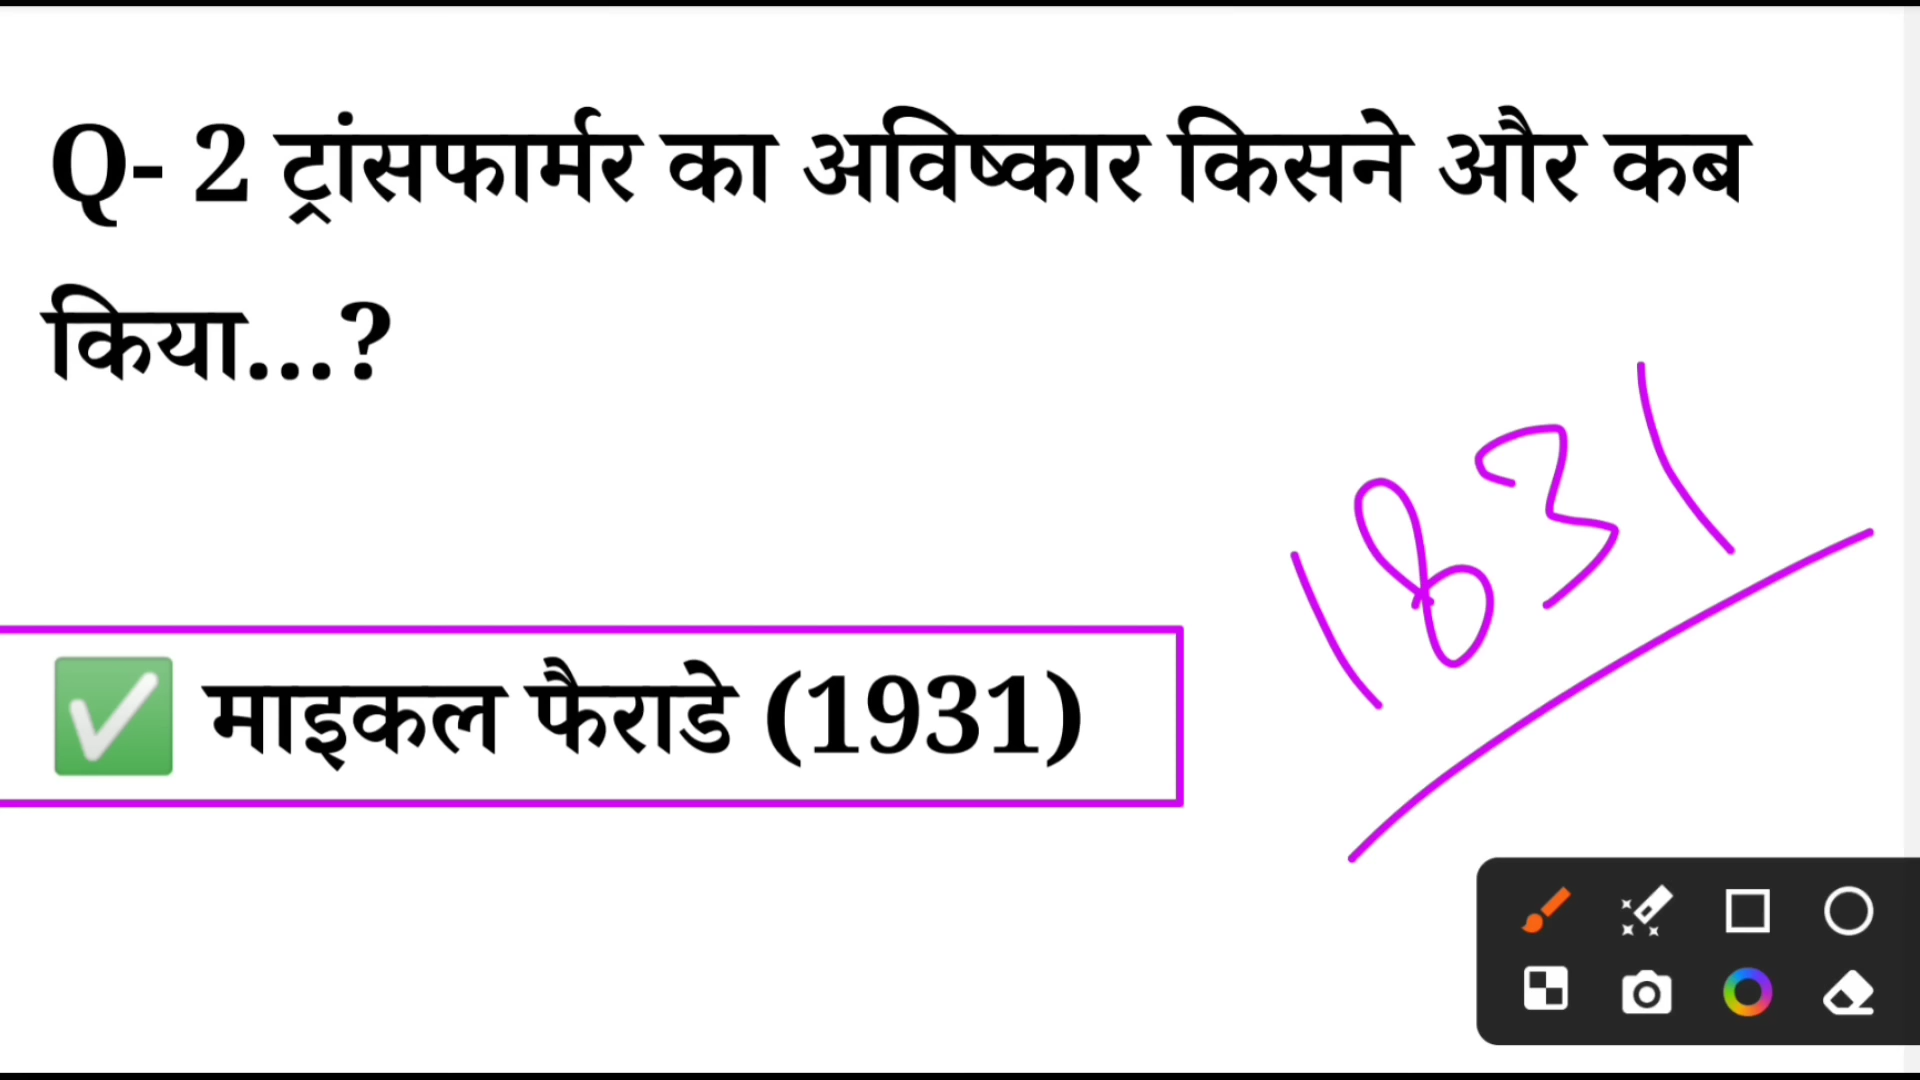 Q- 2 ट्रांसफार्मर का अविष्कार किसने और कब
किया...?
1831
✅ माइकल फैराडे (1931)